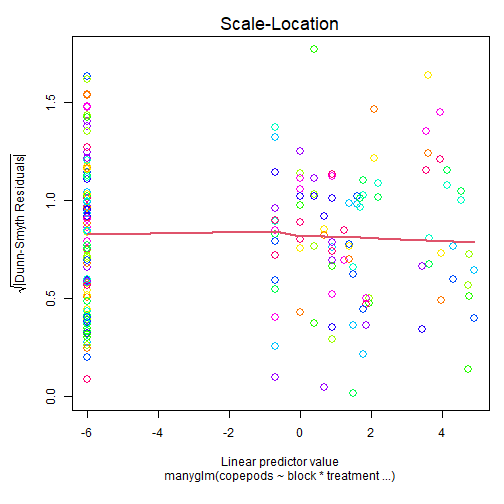 Scale-Location
√|Dunn-Smyth Residuals|
1.5
1.0
0.5
0.0
-6 -4 -2 0 2 4
Linear predictor value
manyglm(copepods ~ block * treatment ...)